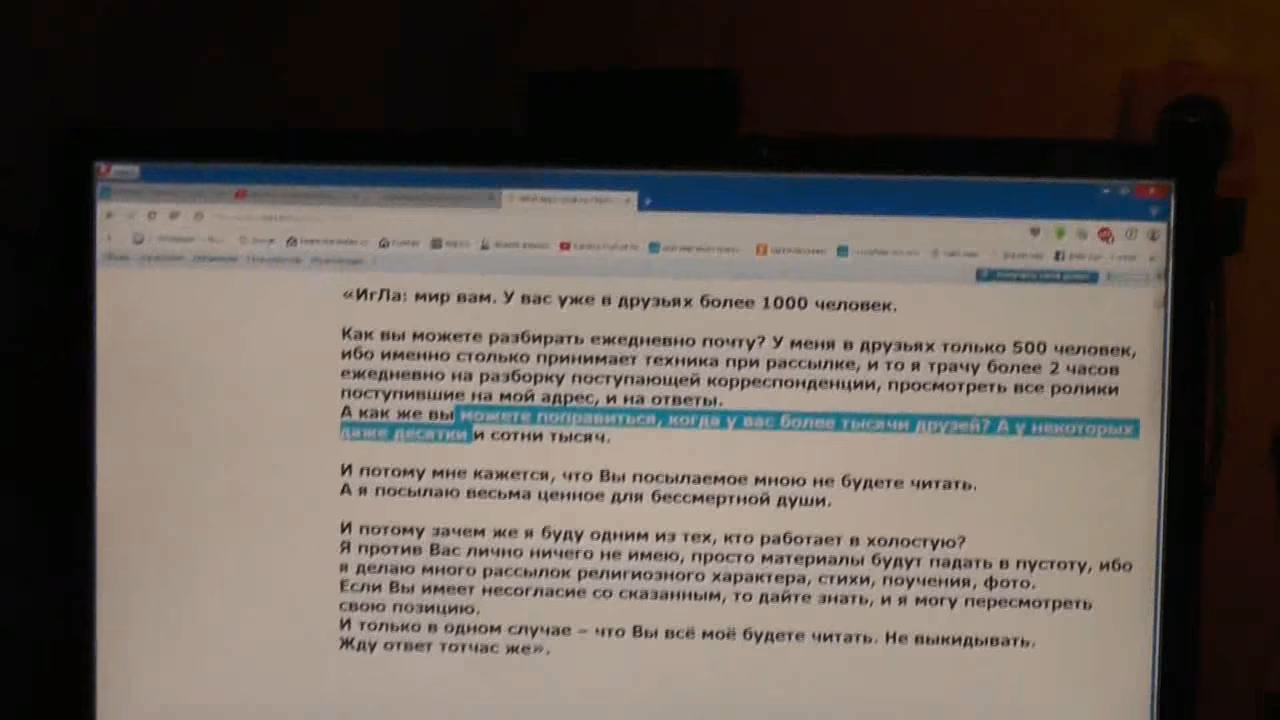 «ИгЛа: мир вам. У вас уже в друзьях более 1000 человек.
Как вы можете разбирать ежедневно почту? У меня в друзьях только 500 человек,
ибо именно столько принимает техника при рассылке, и то я трачу более 2 часов
ежедневно на разборку поступающей корреспонденции, просмотреть все ролики
поступившие на мой адрес, и на ответы.
А как же вы можете поправиться, когда у вас более тысячи друзей? А у некоторых
даже десятки и сотни тысяч.
И потому мне кажется, что Вы посылаемое мною не будете читать.
А я посылаю весьма ценное для бессмертной души.
И потому зачем же я буду одним из тех, кто работает в холостую?
Я против Вас лично ничего не имею, просто материалы будут падать в пустоту, ибо
я делаю много рассылок религиозного характера, стихи, поучения, фото.
Если Вы имеет несогласие со сказанным, то дайте знать, и я могу пересмотреть
свою позицию.
И только в одном случае – что Вы всё моё будете читать. Не выкидывать.
Жду ответ тотчас же».